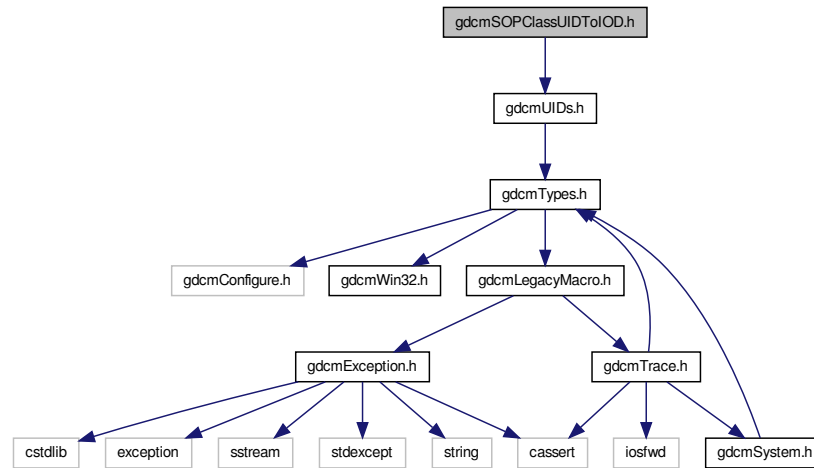 gdcmSOPClassUIDToIOD.h
gdcmUIDs.h
gdcmTypes.h
gdcmConfigure.h
gdcmWin32.h
gdcmLegacyMacro.h
gdcmException.h
gdcmTrace.h
cstdlib
exception
sstream
stdexcept
string
cassert
iosfwd
gdcmSystem.h